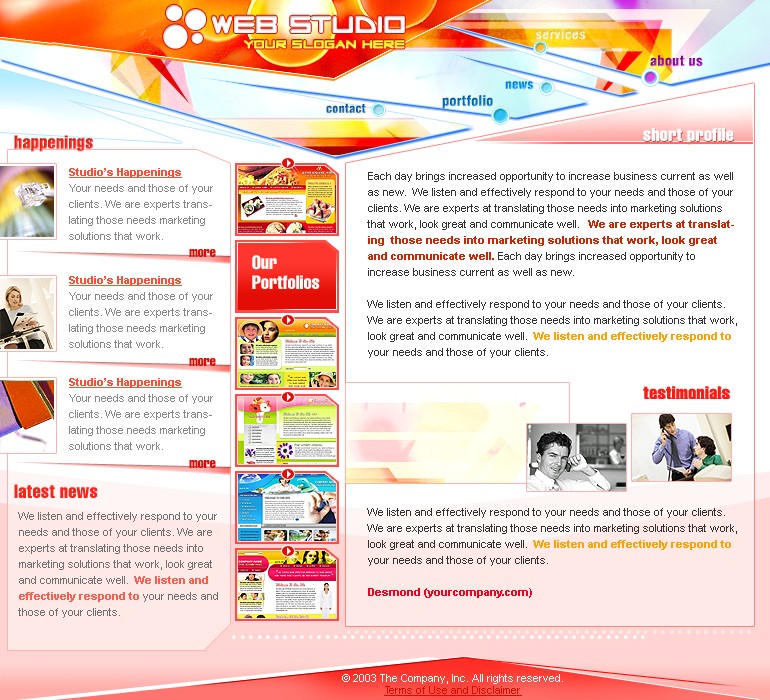 WEB STUDIO
YOUR SLOGAN HERE
services
about us
news
portfolio
contact
happenings
Studio's Happenings
Your needs and those of your
clients. We are experts trans-
lating those needs marketing
solutions that work.
more
Studio's Happenings
Your needs and those of your
clients. We are experts trans-
lating those needs marketing
solutions that work.
more
Studio's Happenings
Your needs and those of your
clients. We are experts trans-
lating those needs marketing
solutions that work.
more
latest news
We listen and effectively respond to your
needs and those of your clients. We are
experts at translating those needs into
marketing solutions that work, look great
and communicate well. We listen and
effectively respond to your needs and
those of your clients.
Our
Portfolios
short profile
Each day brings increased opportunity to increase business current as well
as new. We listen and effectively respond to your needs and those of your
clients. We are experts at translating those needs into marketing solutions
that work, look great and communicate well. We are experts at translat-
ing those needs into marketing solutions that work, look great
and communicate well. Each day brings increased opportunity to
increase business current as well as new.
We listen and effectively respond to your needs and those of your clients.
We are experts at translating those needs into marketing solutions that work,
look great and communicate well. We listen and effectively respond to
your needs and those of your clients.
testimonials
We listen and effectively respond to your needs and those of your clients.
We are experts at translating those needs into marketing solutions that work,
look great and communicate well. We listen and effectively respond to
your needs and those of your clients.
Desmond (yourcompany.com)
© 2003 The Company, Inc. All rights reserved.
Terms of Use and Disclaimer